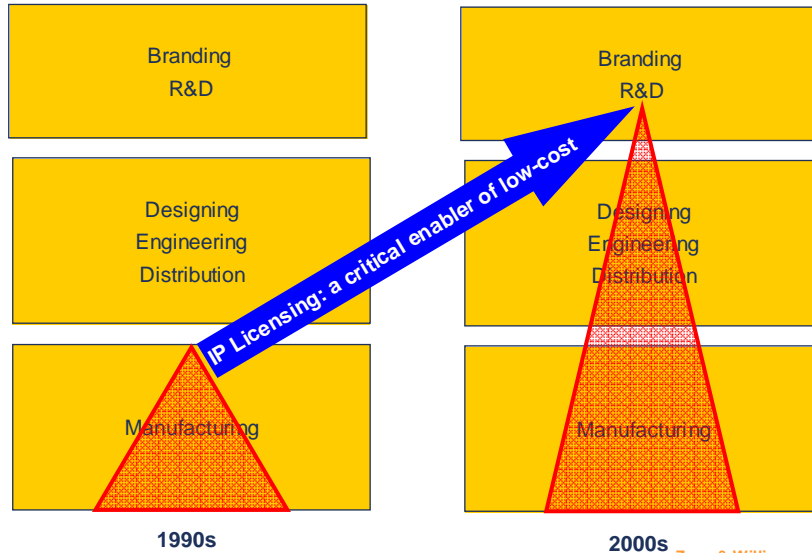 Branding
R&D
Designing
Engineering
Distribution
Manufacturing
1990s
IP Licensing: a critical enabler of low-cost
Branding
R&D
Designing
Engineering
Distribution
Manufacturing
2000s